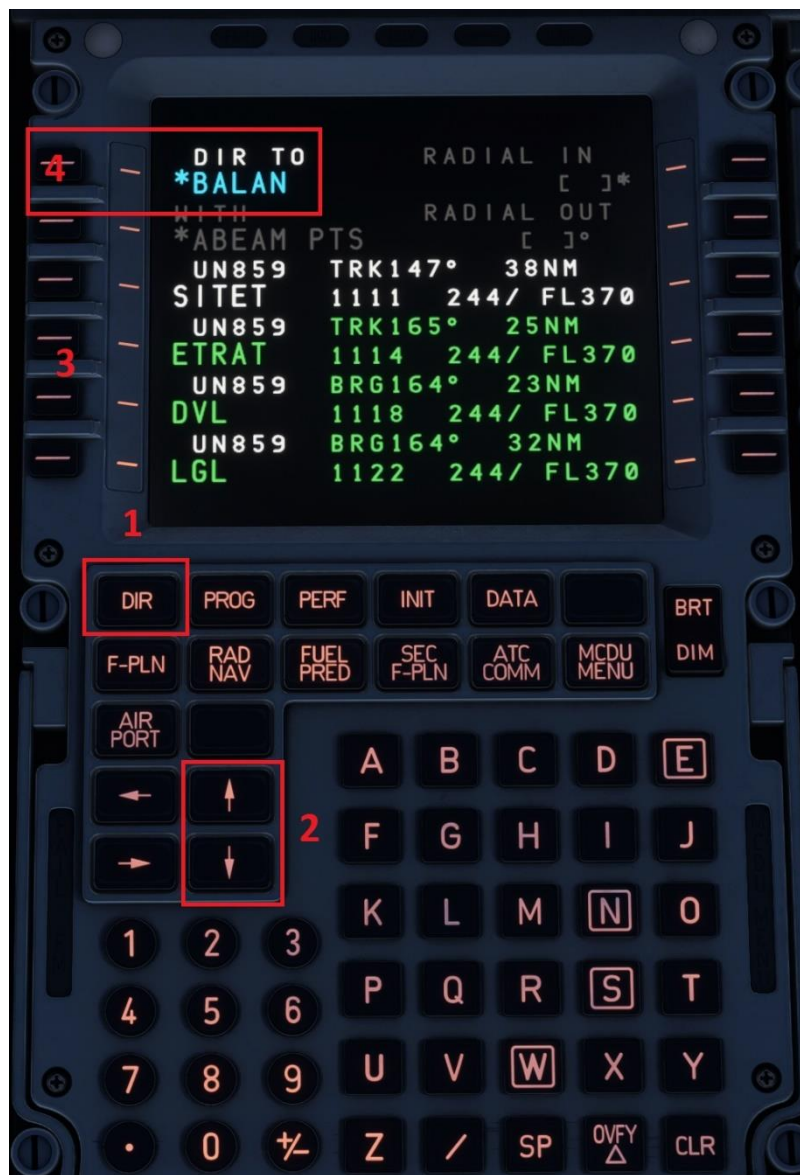 4
DIR TO RADIAL IN
*BALAN [ ]*
WITH RADIAL OUT
*ABEAM PTS [ ]°
UN859 TRK147° 38NM
SITET 1111 244/ FL370
UN859 TRK165° 25NM
ETRAT 1114 244/ FL370
3
UN859 BRG164° 23NM
DVL 1118 244/ FL370
UN859 BRG164° 32NM
LGL 1122 244/ FL370
1
DIR PROG PERF INIT DATA BRT
F-PLN RAD NAV FUEL PRED SEC F-PLN ATC COMM MCDU MENU DIM
AIR PORT
A B C D E
2
F G H I J
K L M N O
1 2 3
P Q R S T
4 5 6
U V W X Y
7 8 9
Z / SP OVFY △ CLR
. 0 +/-